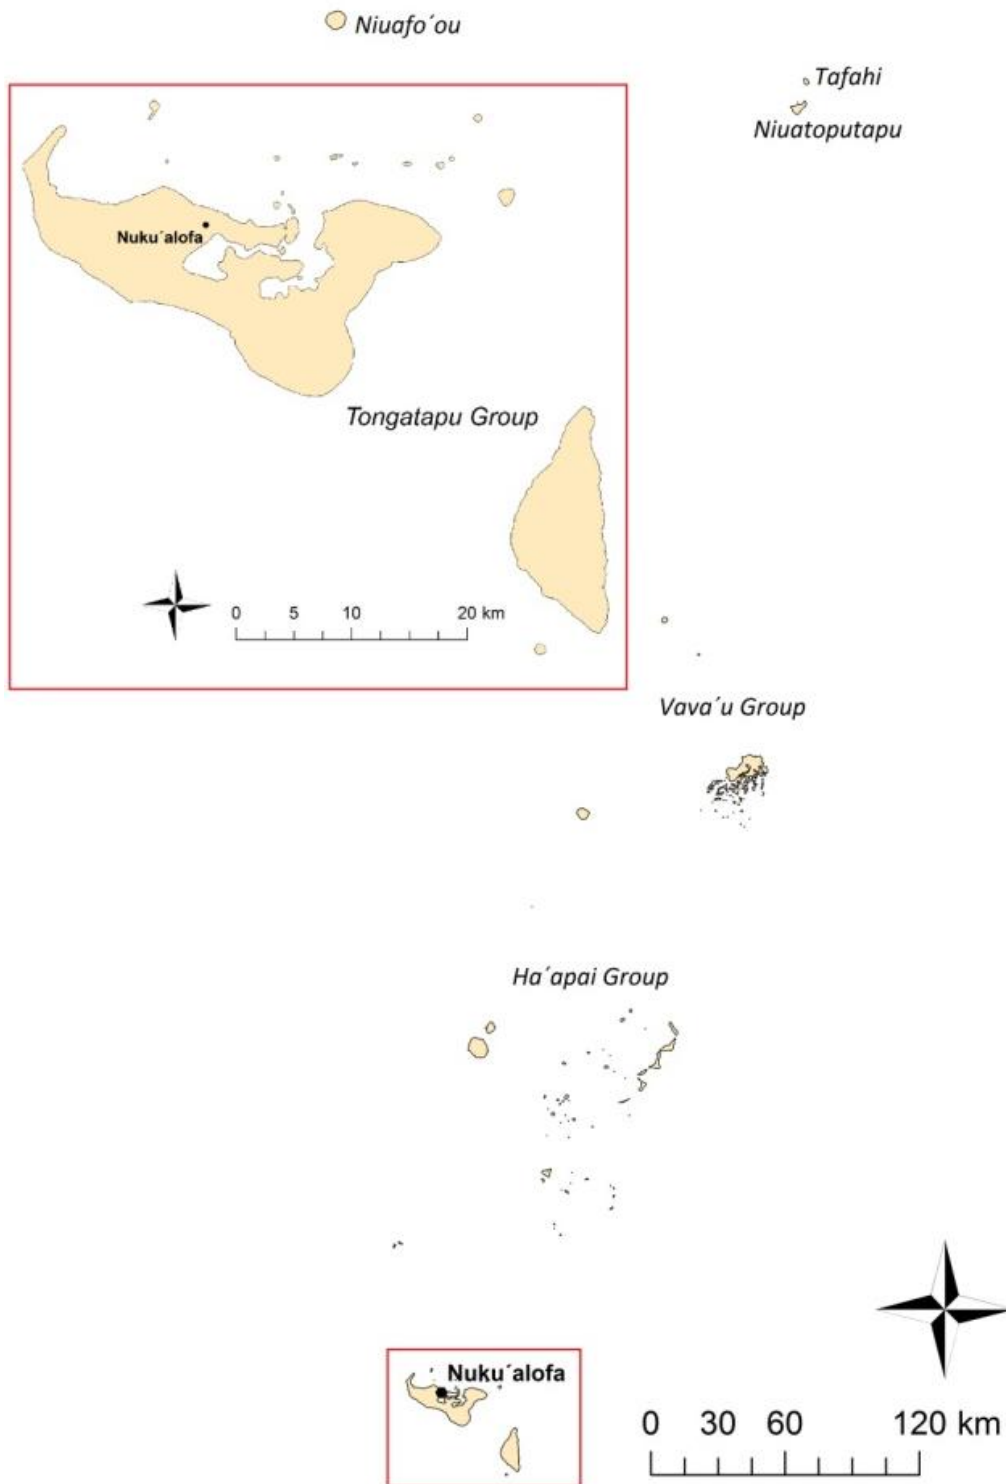 Niuafo´ou
Tafahi
Niuatoputapu
Nuku´alofa
Tongatapu Group
0 5 10 20 km
Vava´u Group
Ha´apai Group
Nuku´alofa
0 30 60 120 km